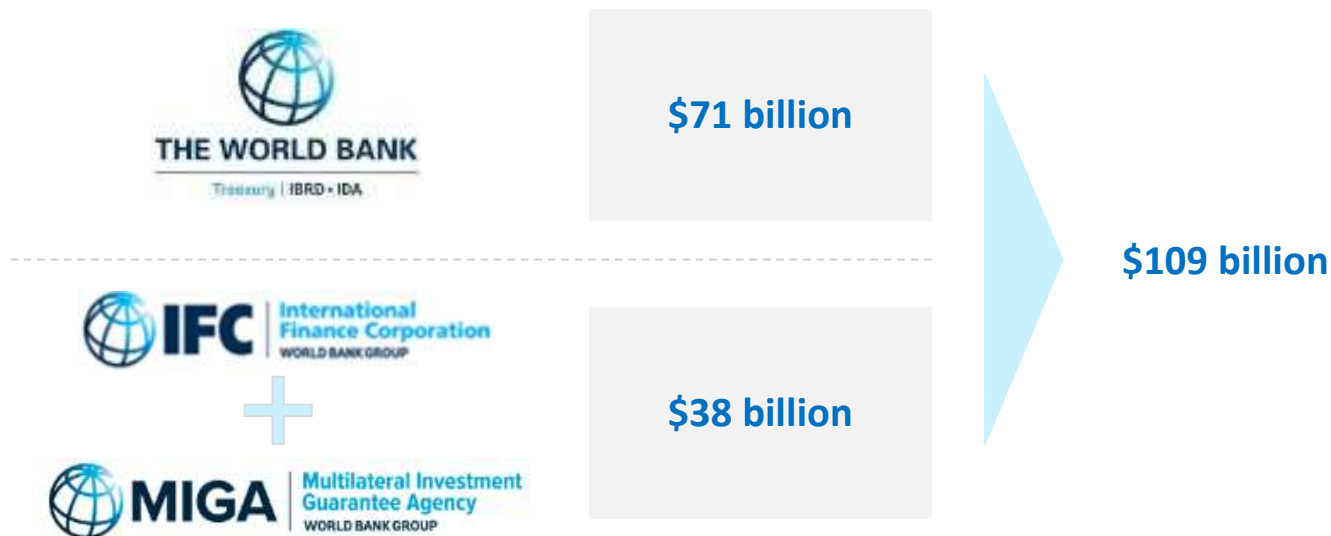 THE WORLD BANK
Treasury | IBRD • IDA
$71 billion
$109 billion
IFC
International
Finance Corporation
WORLD BANK GROUP
$38 billion
MIGA
Multilateral Investment
Guarantee Agency
WORLD BANK GROUP